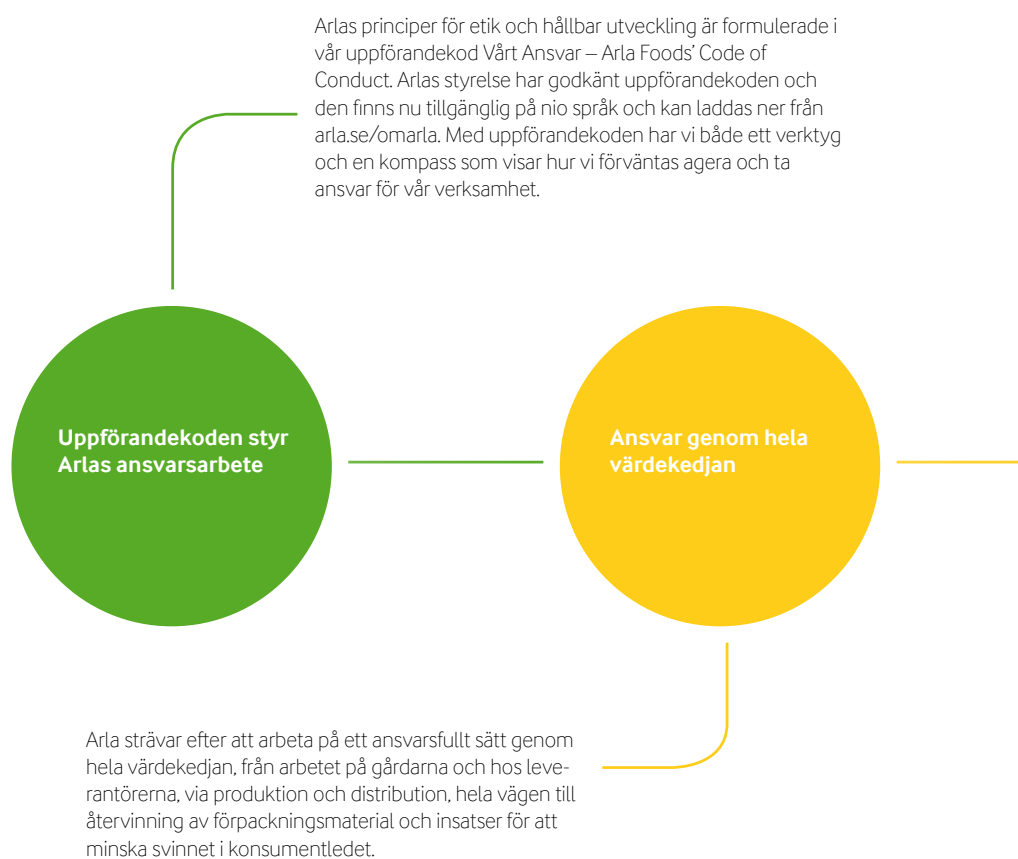 Arlas principer för etik och hållbar utveckling är formulerade i
vår uppförandekod Vårt Ansvar – Arla Foods’ Code of
Conduct. Arlas styrelse har godkänt uppförandekoden och
den finns nu tillgänglig på nio språk och kan laddas ner från
arla.se/omarla. Med uppförandekoden har vi både ett verktyg
och en kompass som visar hur vi förväntas agera och ta
ansvar för vår verksamhet.
Uppförandekoden styr
Arlas ansvarsarbete
Ansvar genom hela
värdekedjan
Arla strävar efter att arbeta på ett ansvarsfullt sätt genom
hela värdekedjan, från arbetet på gårdarna och hos leve-
rantörerna, via produktion och distribution, hela vägen till
återvinning av förpackningsmaterial och insatser för att
minska svinnet i konsumentledet.